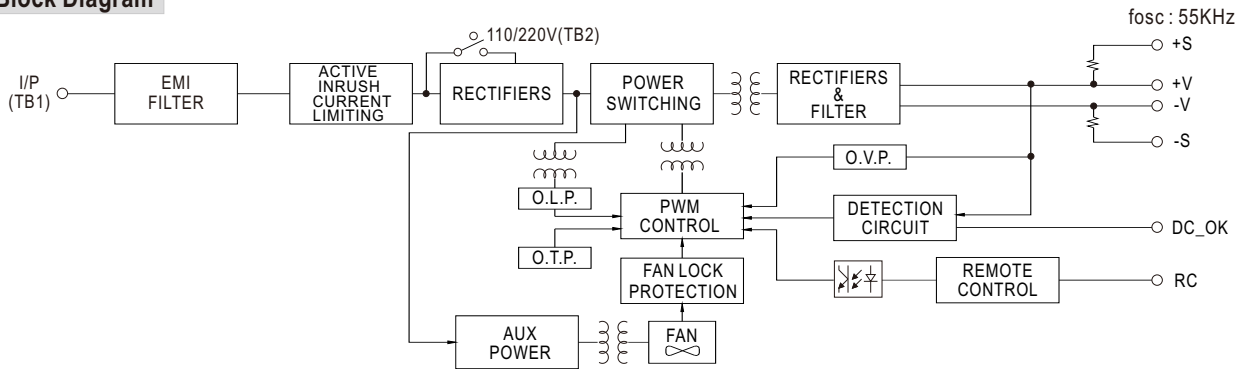 Block Diagram
fosc : 55KHz
110/220V(TB2)
+S
I/P
(TB1)
EMI
FILTER
ACTIVE
INRUSH
CURRENT
LIMITING
RECTIFIERS
POWER
SWITCHING
RECTIFIERS
&
FILTER
+V
-V
-S
O.V.P.
O.L.P.
PWM
CONTROL
DETECTION
CIRCUIT
DC_OK
O.T.P.
FAN LOCK
PROTECTION
REMOTE
CONTROL
RC
AUX
POWER
FAN